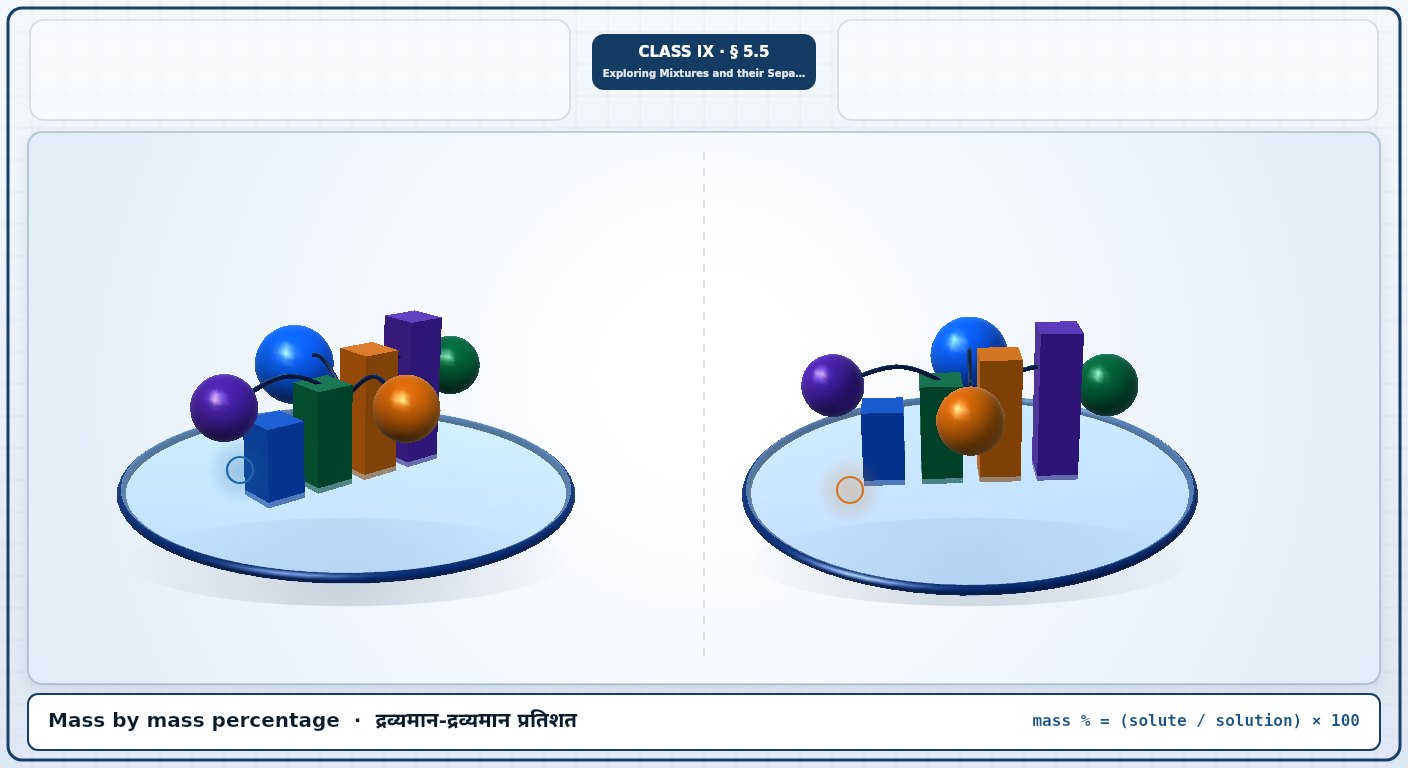 CLASS IX · § 5.5
Exploring Mixtures and their Sepa…
Mass by mass percentage · द्रव्यमान-द्रव्यमान प्रतिशत
mass % = (solute / solution) × 100